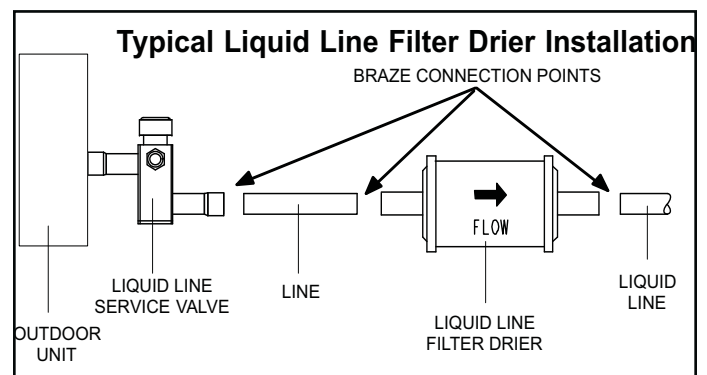 Typical Liquid Line Filter Drier Installation
BRAZE CONNECTION POINTS
FLOW
LIQUID LINE
SERVICE VALVE
LINE
LIQUID
LINE
OUTDOOR
UNIT
LIQUID LINE
FILTER DRIER